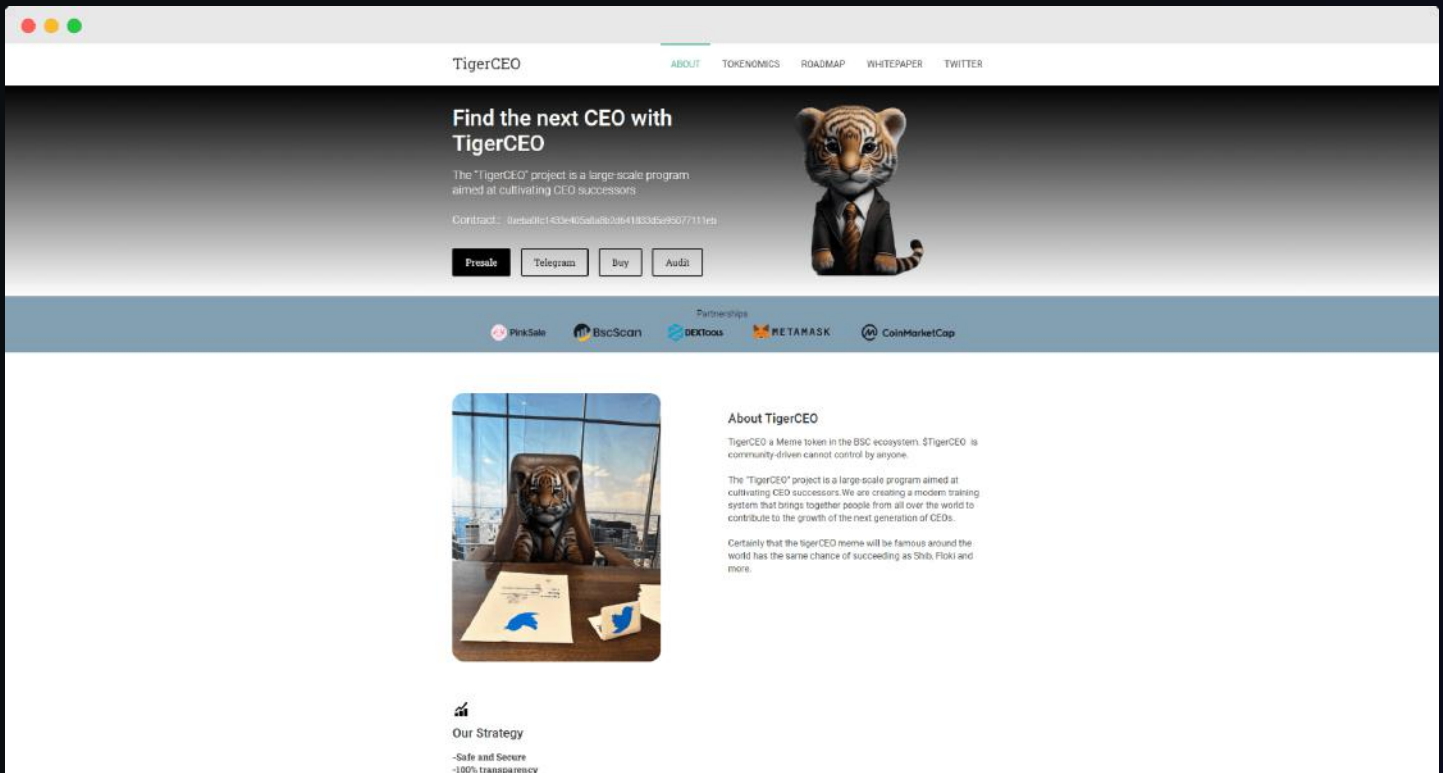 TigerCEO
ABOUT TOKENOMICS ROADMAP WHITEPAPER TWITTER
Find the next CEO with
TigerCEO
The "TigerCEO" project is a large-scale program
aimed at cultivating CEO successors
Contract:
Presale Telegram Buy Audit
Partnerships
PinkSale BscScan DEXTools METAMASK CoinMarketCap
About TigerCEO
TigerCEO a Meme token in the BSC ecosystem. $TigerCEO is
community-driven cannot control by anyone.
The "TigerCEO" project is a large-scale program aimed at
cultivating CEO successors.We are creating a modern training
system that brings together people from all over the world to
contribute to the growth of the next generation of CEOs.
Certainly that the tigerCEO meme will be famous around the
world has the same chance of succeeding as Shib, Floki and
more.
Our Strategy
-Safe and Secure
-100% transparency